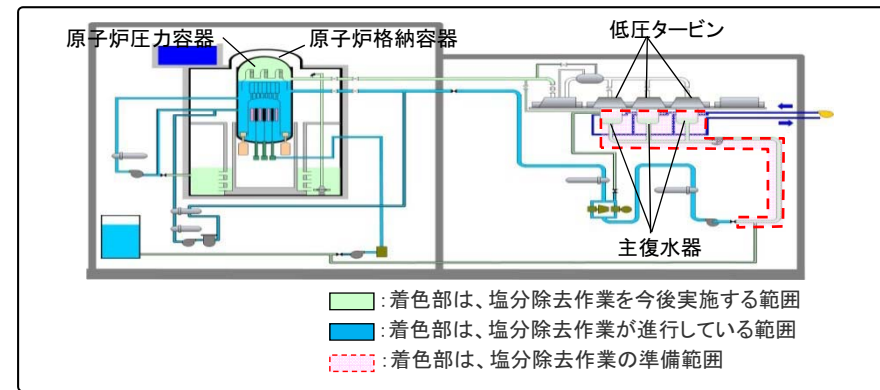 原子炉圧力容器
原子炉格納容器
低圧タービン
主復水器
:着色部は、塩分除去作業を今後実施する範囲
:着色部は、塩分除去作業が進行している範囲
:着色部は、塩分除去作業の準備範囲